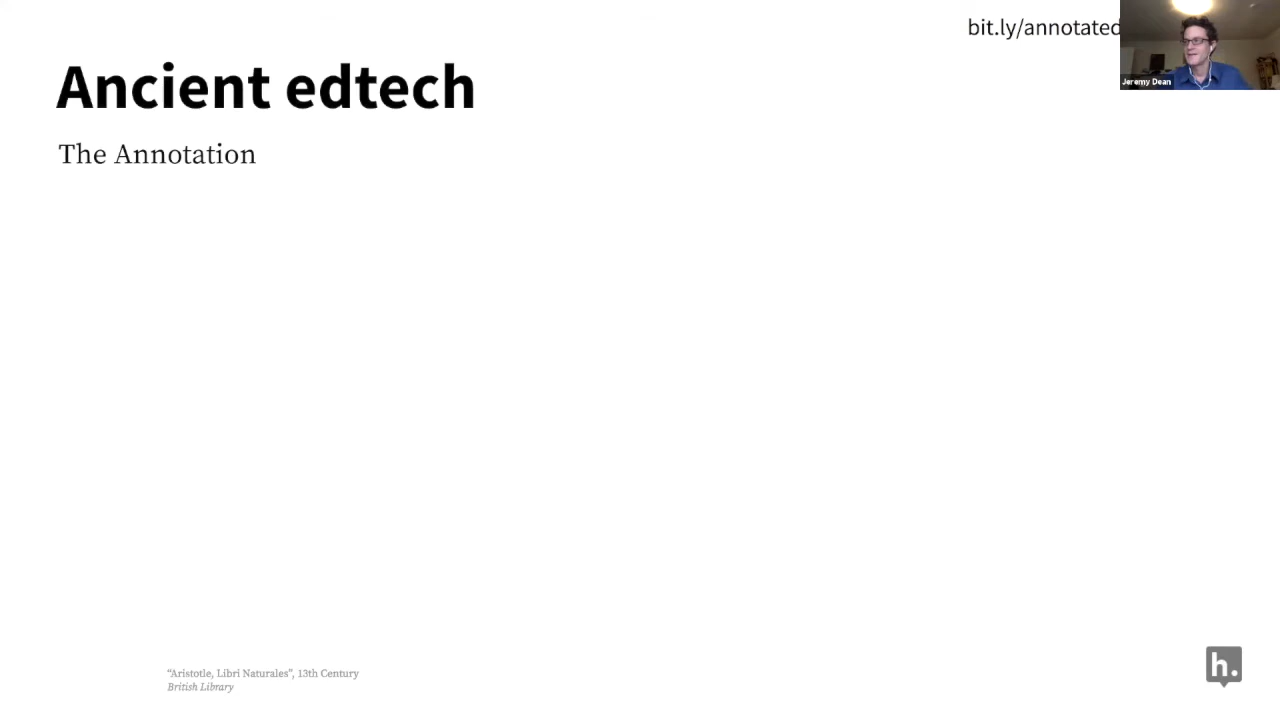 bit.ly/annotated
Jeremy Dean
Ancient edtech
The Annotation
“Aristotle, Libri Naturales”, 13th Century
British Library
h.